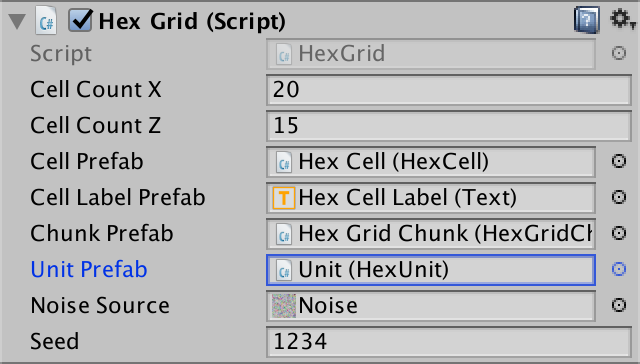 Hex Grid (Script)
Script HexGrid
Cell Count X 20
Cell Count Z 15
Cell Prefab Hex Cell (HexCell)
Cell Label Prefab T Hex Cell Label (Text)
Chunk Prefab Hex Grid Chunk (HexGridCh
Unit Prefab Unit (HexUnit)
Noise Source Noise
Seed 1234